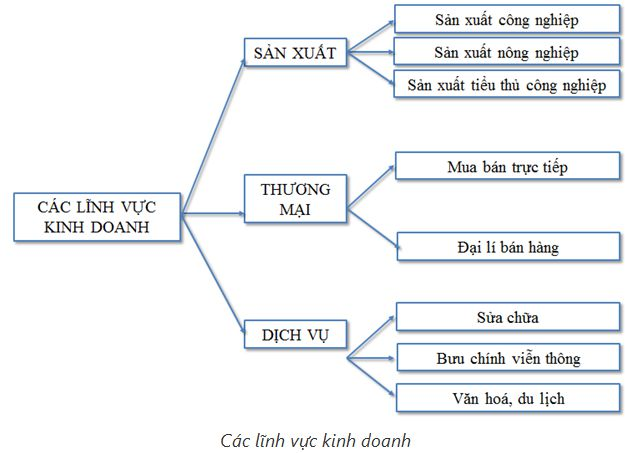 CÁC LĨNH VỰC
KINH DOANH
SẢN XUẤT
Sản xuất công nghiệp
Sản xuất nông nghiệp
Sản xuất tiểu thủ công nghiệp
THƯƠNG
MẠI
Mua bán trực tiếp
Đại lí bán hàng
DỊCH VỤ
Sửa chữa
Bưu chính viễn thông
Văn hoá, du lịch
Các lĩnh vực kinh doanh